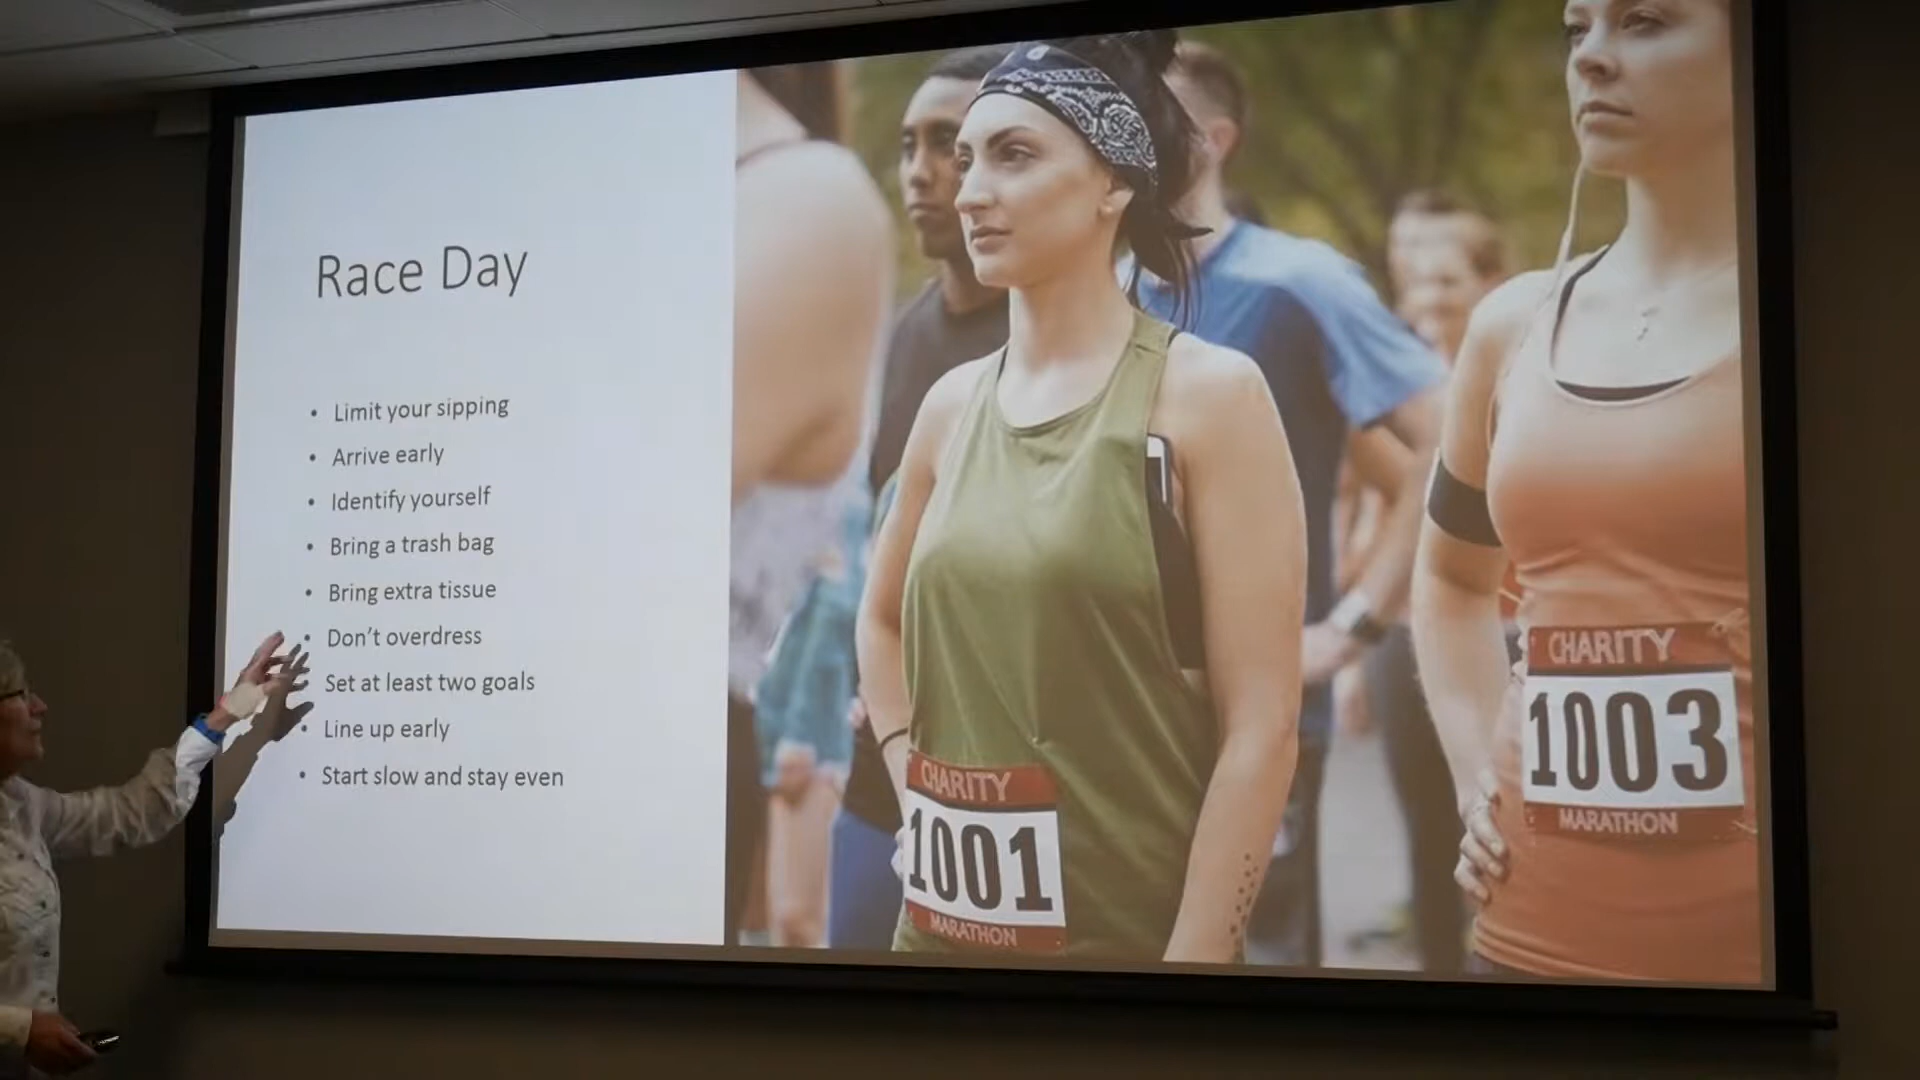 Race Day
• Limit your sipping
• Arrive early
• Identify yourself
• Bring a trash bag
• Bring extra tissue
• Don't overdress
Set at least two goals
• Line up early
• Start slow and stay even
CHARITY
1001
MARATHON
CHARITY
1003
MARATHON